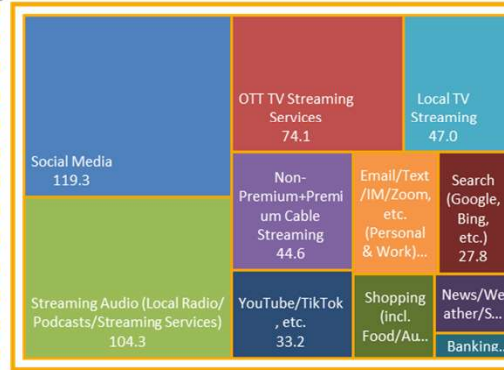 Social Media
119.3
Streaming Audio (Local Radio/
Podcasts/Streaming Services)
104.3
OTT TV Streaming
Services
74.1
Local TV
Streaming
47.0
Non-
Premium+Premi
um Cable
Streaming
44.6
Email/Text
/IM/Zoom,
etc.
(Personal
& Work)...
Search
(Google,
Bing,
etc.)
27.8
YouTube/TikTok
, etc.
33.2
Shopping
(incl.
Food/Au...
News/We
ather/S...
Banking...